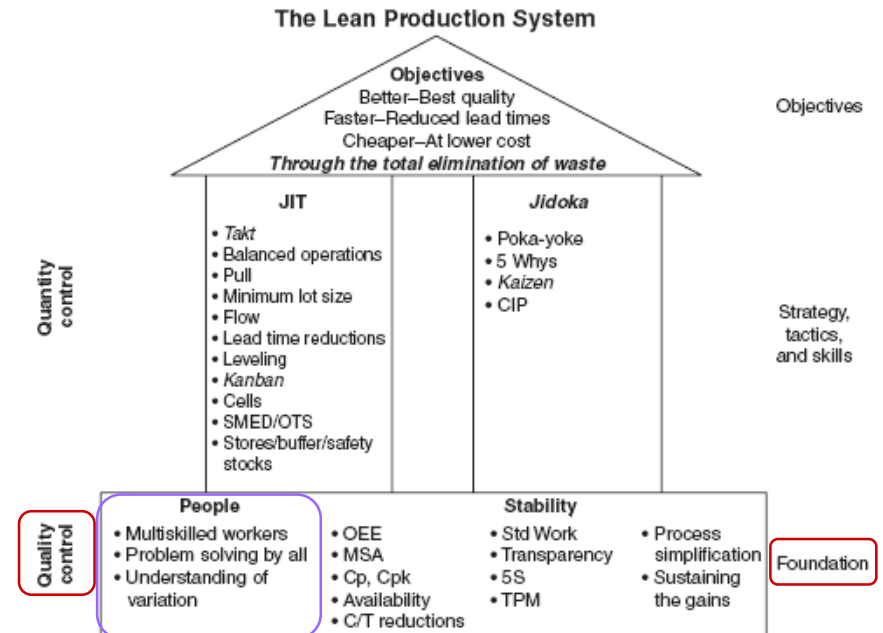 The Lean Production System
Objectives
Better–Best quality
Faster–Reduced lead times
Cheaper–At lower cost
Through the total elimination of waste
Objectives
Quantity
control
JIT
• Takt
• Balanced operations
• Pull
• Minimum lot size
• Flow
• Lead time reductions
• Leveling
• Kanban
• Cells
• SMED/OTS
• Stores/buffer/safety
stocks
Jidoka
• Poka-yoke
• 5 Whys
• Kaizen
• CIP
Strategy,
tactics,
and skills
Quality
control
People
• Multiskilled workers
• Problem solving by all
• Understanding of
variation
Stability
• OEE
• MSA
• Cp, Cpk
• Availability
• C/T reductions
• Std Work
• Transparency
• 5S
• TPM
• Process
simplification
• Sustaining
the gains
Foundation